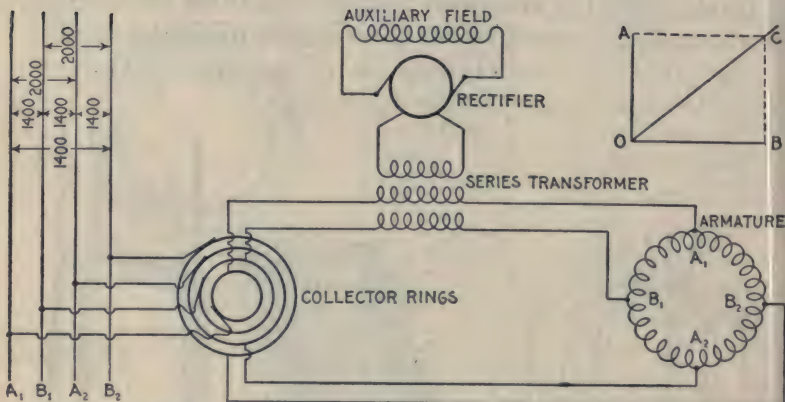 AUXILIARY FIELD
RECTIFIER
SERIES TRANSFORMER
ARMATURE
COLLECTOR RINGS
2000
2000
1400 1400 1400
1400
A C
O B
A₁
B₁ B₂
A₂
A₁ B₁ A₂ B₂